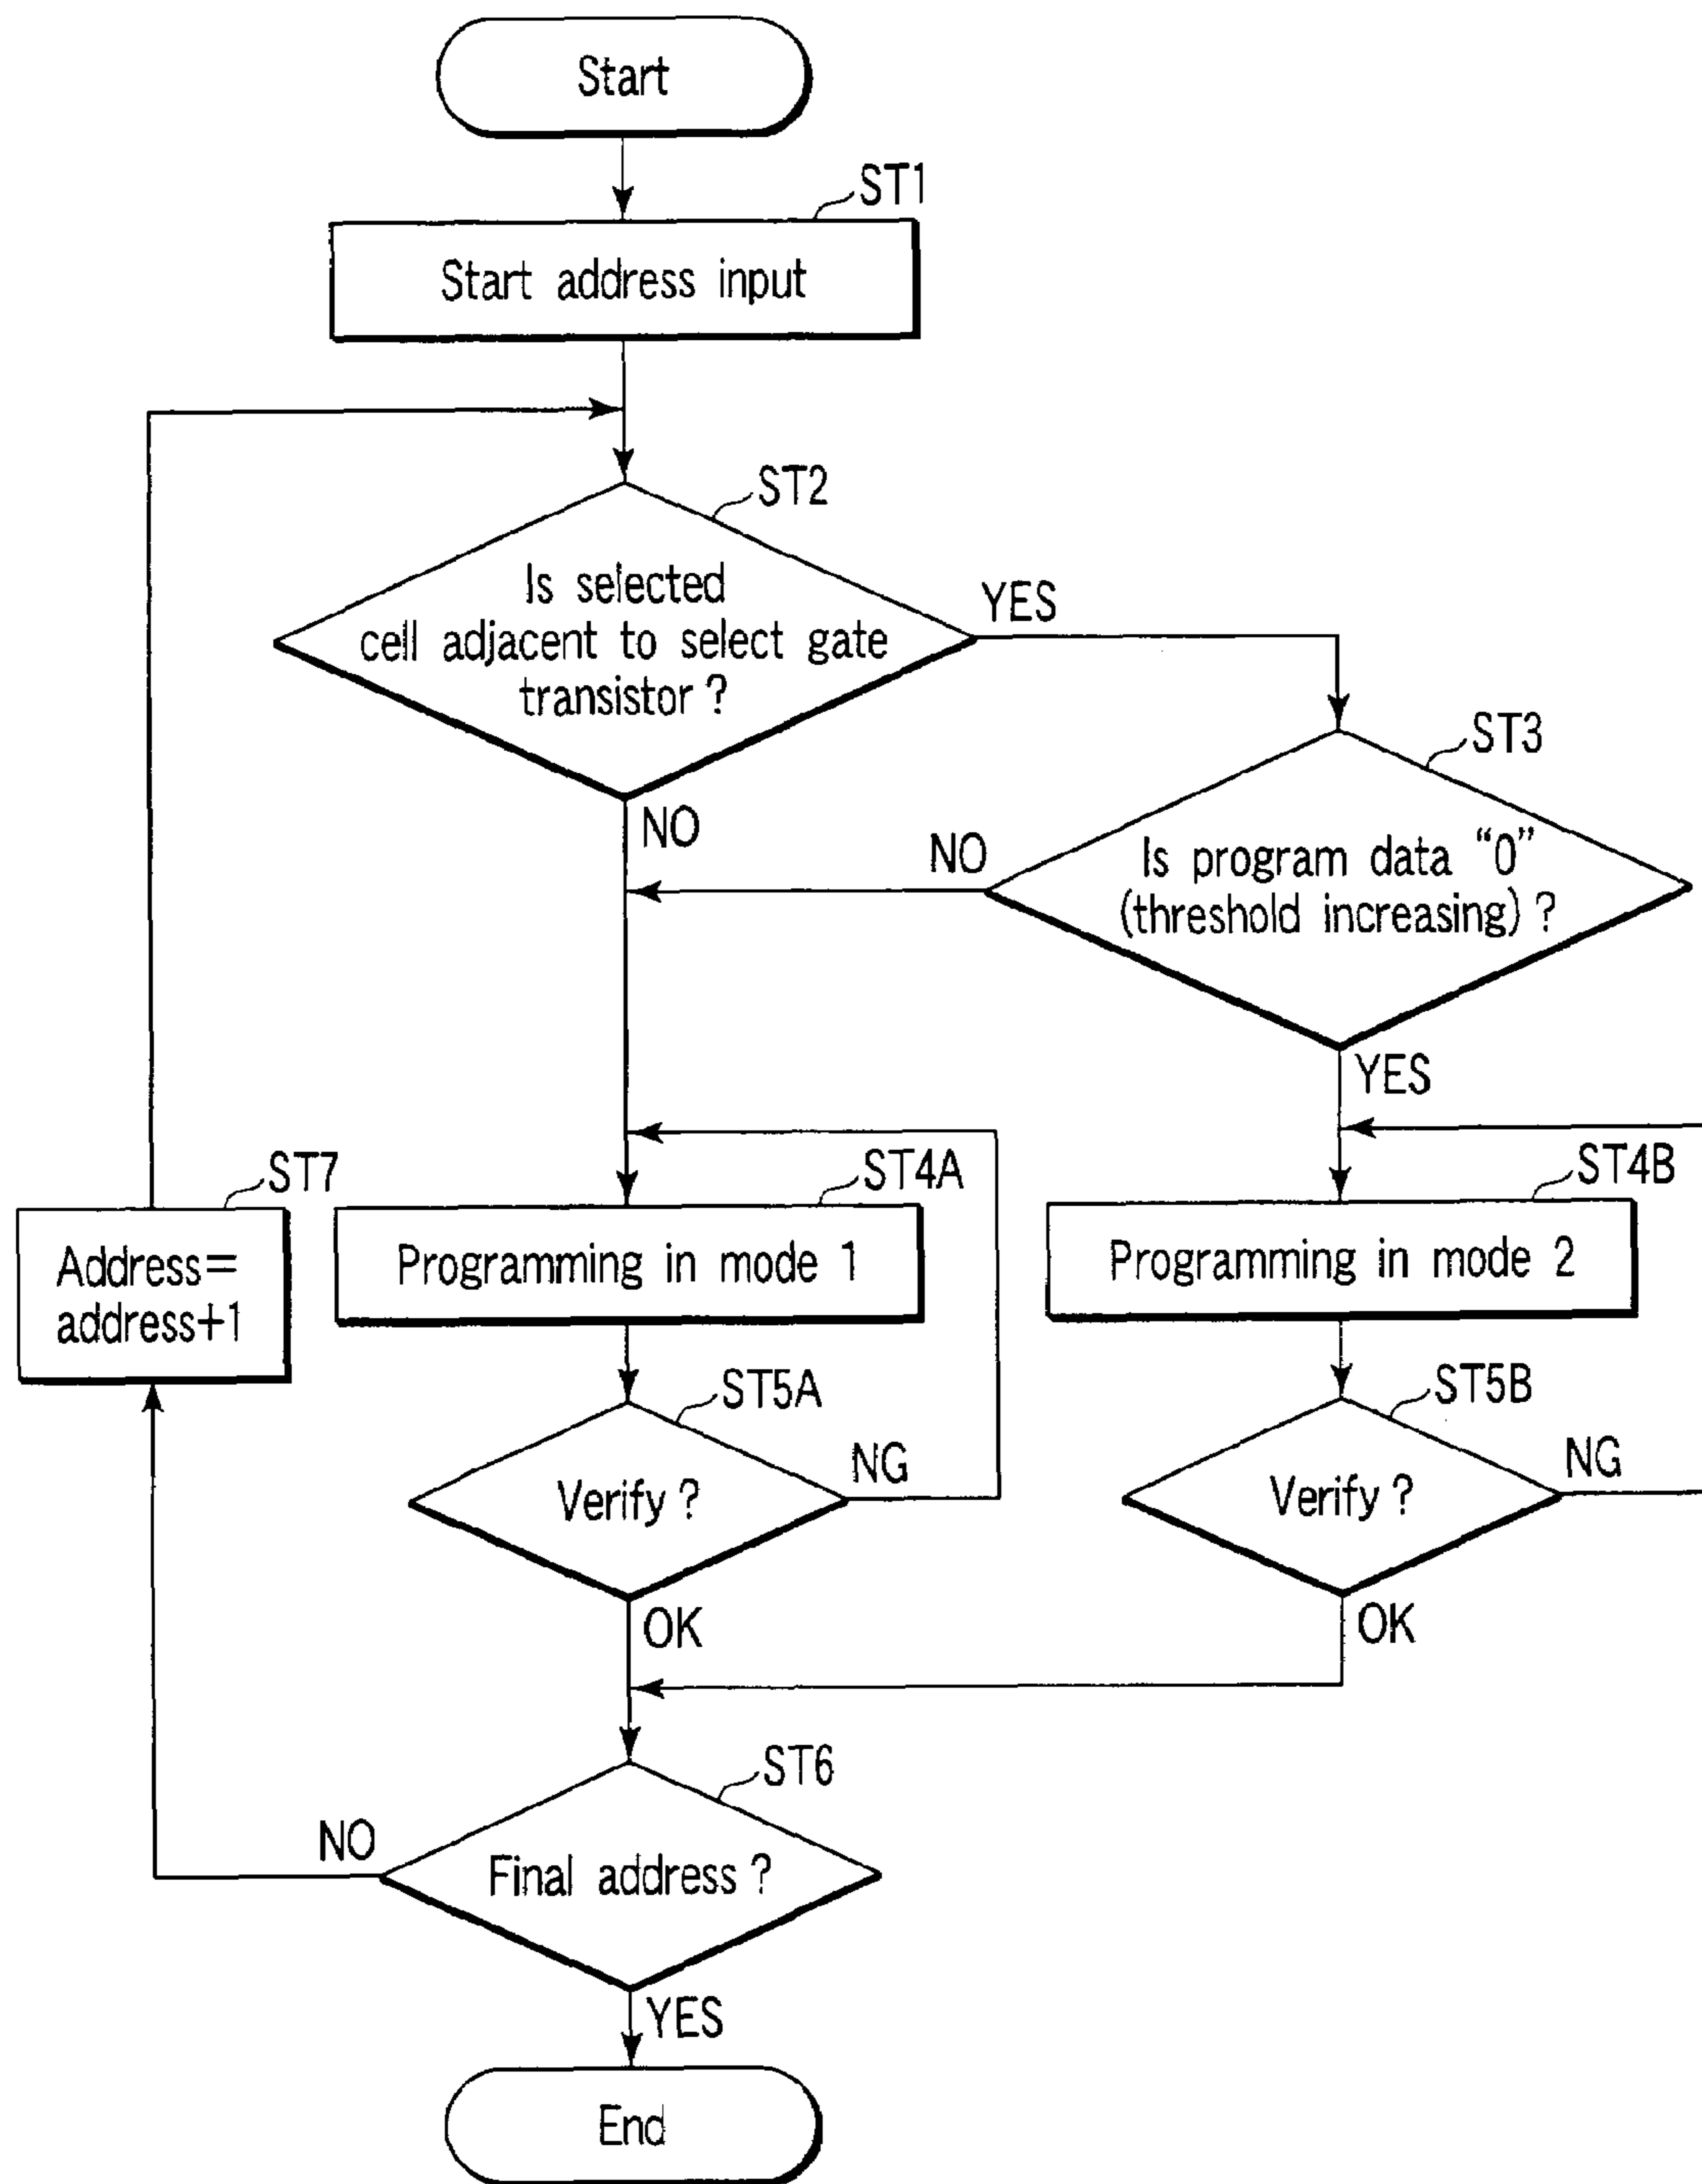 Start
ST1
Start address input
ST2
Is selected
cell adjacent to select gate
transistor ?
YES
NO
ST3
NO
Is program data “0”
(threshold increasing) ?
YES
ST7
Address=
address+1
ST4A
Programming in mode 1
ST4B
Programming in mode 2
ST5A
Verify ?
NG
OK
ST5B
Verify ?
NG
OK
ST6
NO
Final address ?
YES
End